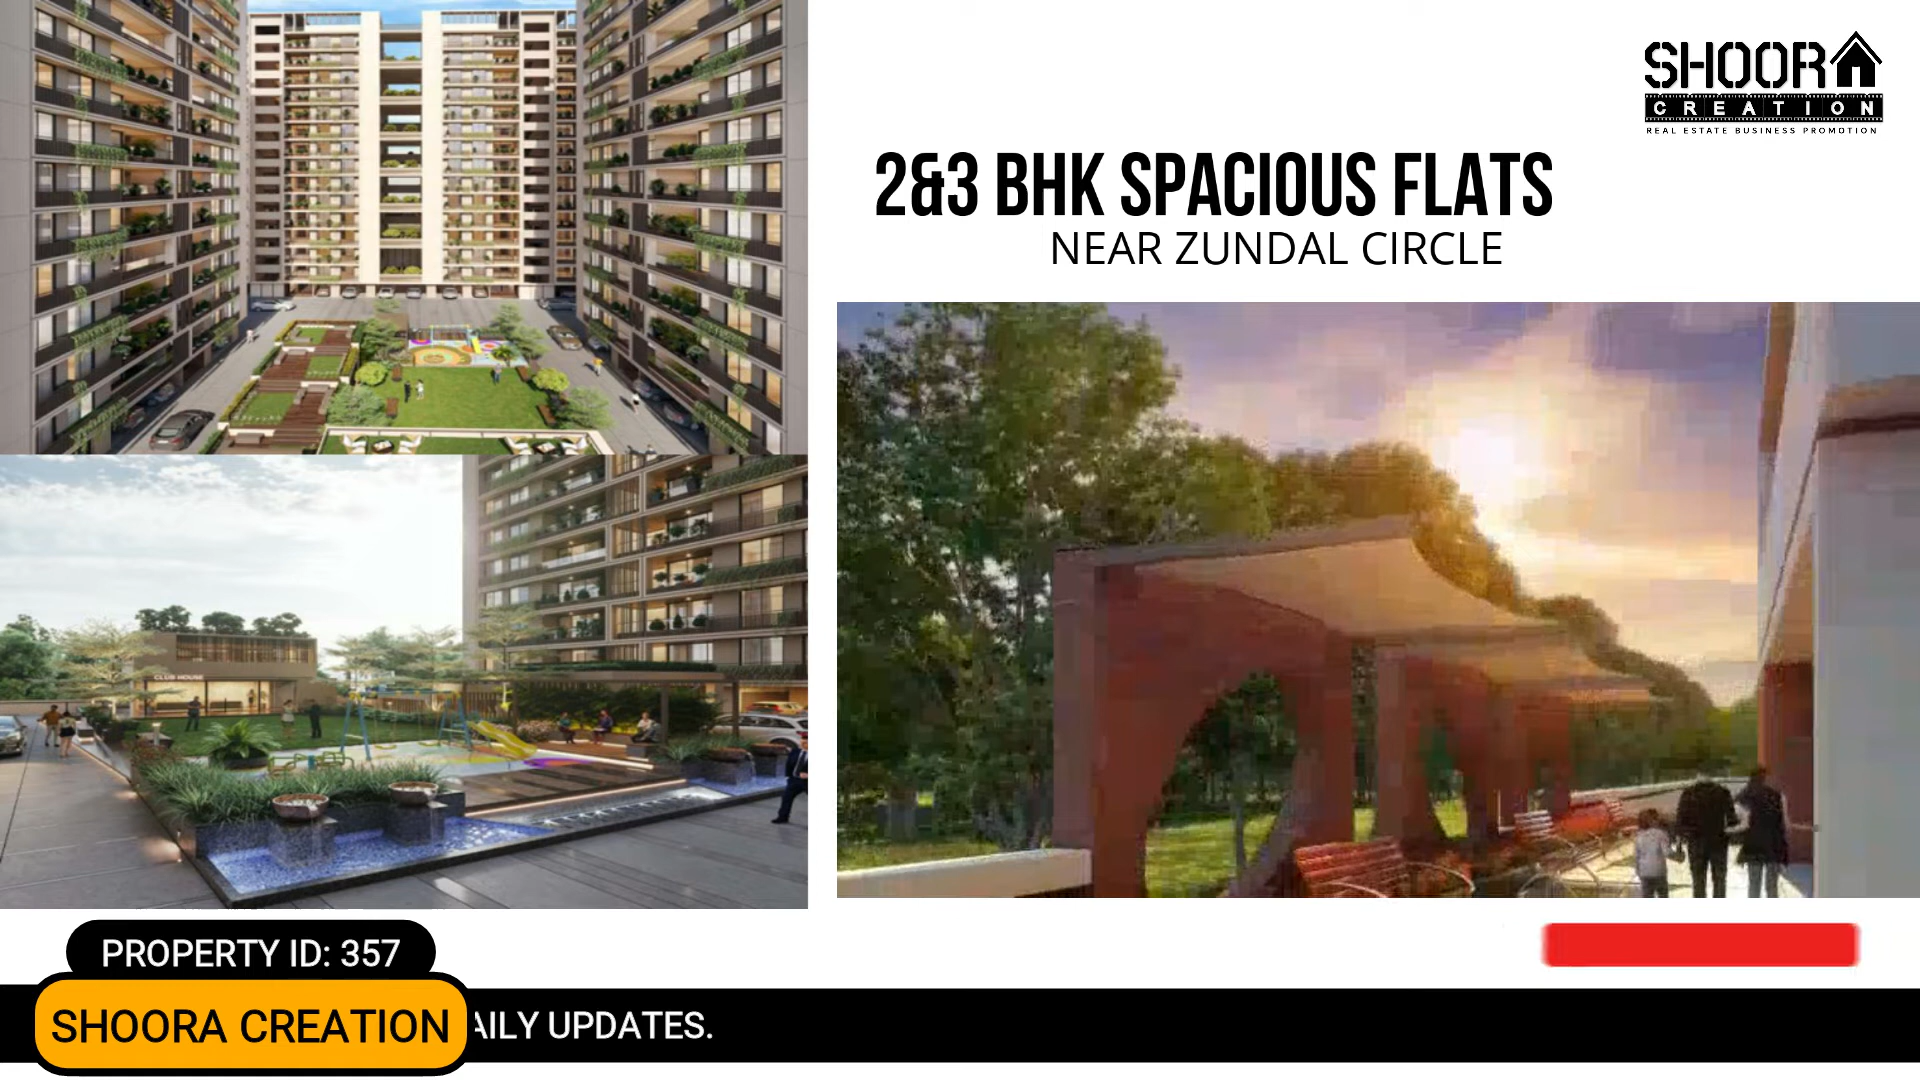 SHOORA
CREATION
REAL ESTATE BUSINESS PROMOTION
2&3 BHK SPACIOUS FLATS
NEAR ZUNDAL CIRCLE
CLUB HOUSE
PROPERTY ID: 357
SHOORA CREATION
AILY UPDATES.